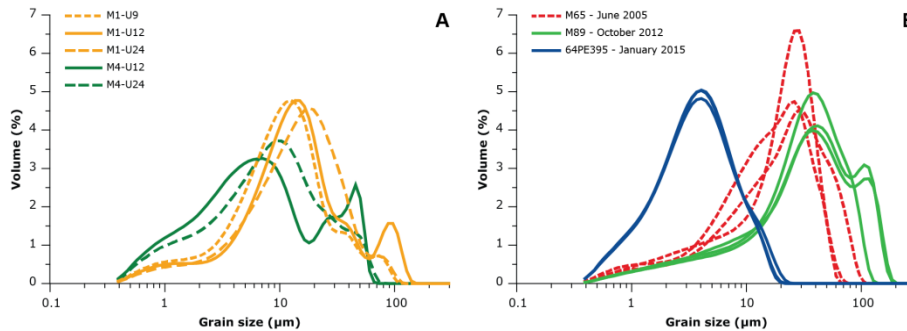 A
M1-U9
M1-U12
M1-U24
M4-U12
M4-U24
Volume (%)
7
6
5
4
3
2
1
0
0.1
1
10
100
Grain size (µm)
M65 - June 2005
M89 - October 2012
64PE395 - January 2015
Volume (%)
7
6
5
4
3
2
1
0
0.1
1
10
100
Grain size (µm)